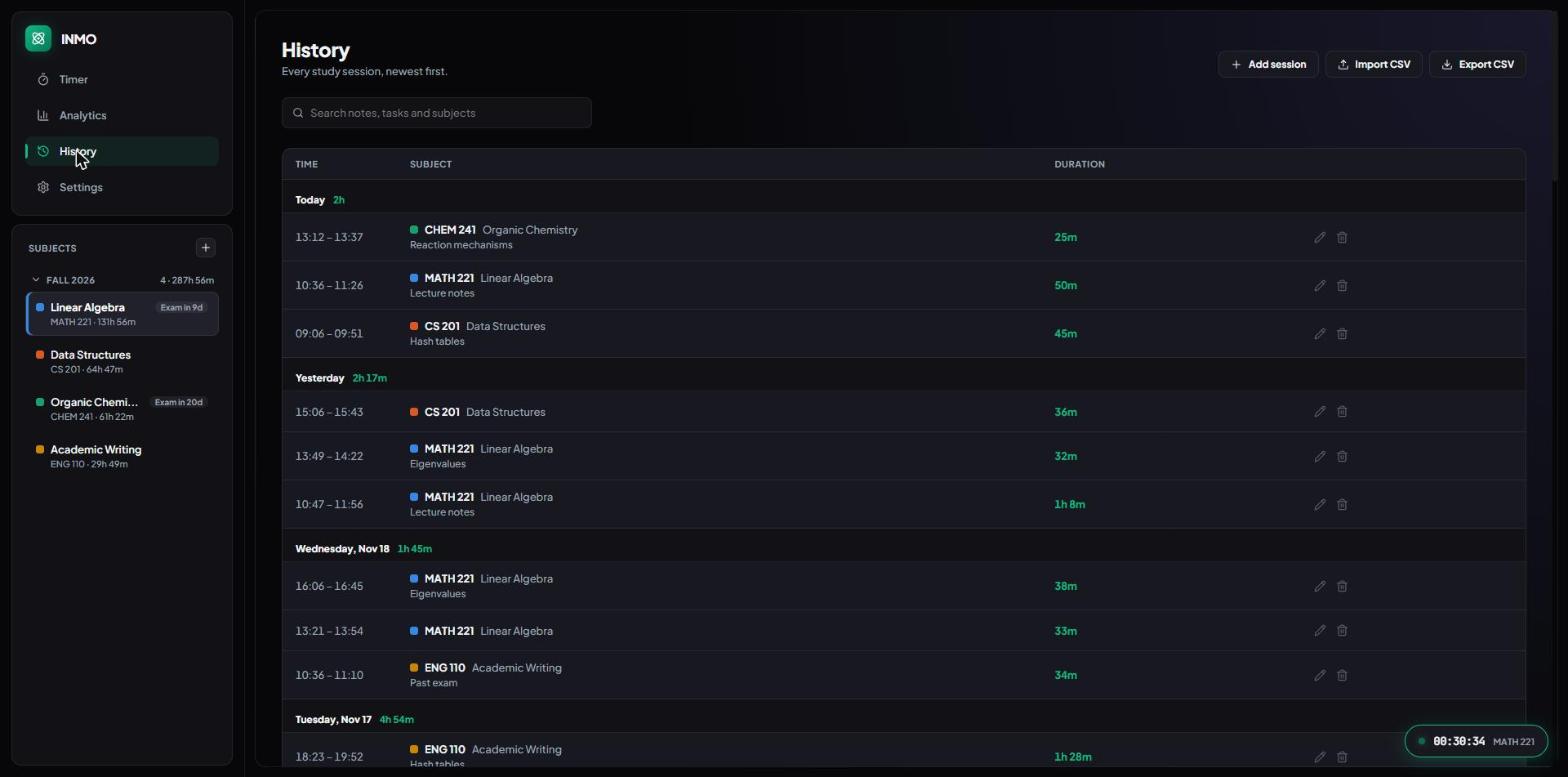 INMO
Timer
Analytics
History
Settings
SUBJECTS
FALL 2026 4 · 287h 56m
Linear Algebra Exam in 9d
MATH 221 · 131h 56m
Data Structures
CS 201 · 64h 47m
Organic Chemi... Exam in 20d
CHEM 241 · 61h 22m
Academic Writing
ENG 110 · 29h 49m
History
Every study session, newest first.
Add session Import CSV Export CSV
Search notes, tasks and subjects
TIME SUBJECT DURATION
Today 2h
13:12 – 13:37 CHEM 241 Organic Chemistry 25m
Reaction mechanisms
10:36 – 11:26 MATH 221 Linear Algebra 50m
Lecture notes
09:06 – 09:51 CS 201 Data Structures 45m
Hash tables
Yesterday 2h 17m
15:06 – 15:43 CS 201 Data Structures 36m
13:49 – 14:22 MATH 221 Linear Algebra 32m
Eigenvalues
10:47 – 11:56 MATH 221 Linear Algebra 1h 8m
Lecture notes
Wednesday, Nov 18 1h 45m
16:06 – 16:45 MATH 221 Linear Algebra 38m
Eigenvalues
13:21 – 13:54 MATH 221 Linear Algebra 33m
10:36 – 11:10 ENG 110 Academic Writing 34m
Past exam
Tuesday, Nov 17 4h 54m
18:23 – 19:52 ENG 110 Academic Writing 1h 28m
Hash tables
00:30:34 MATH 221